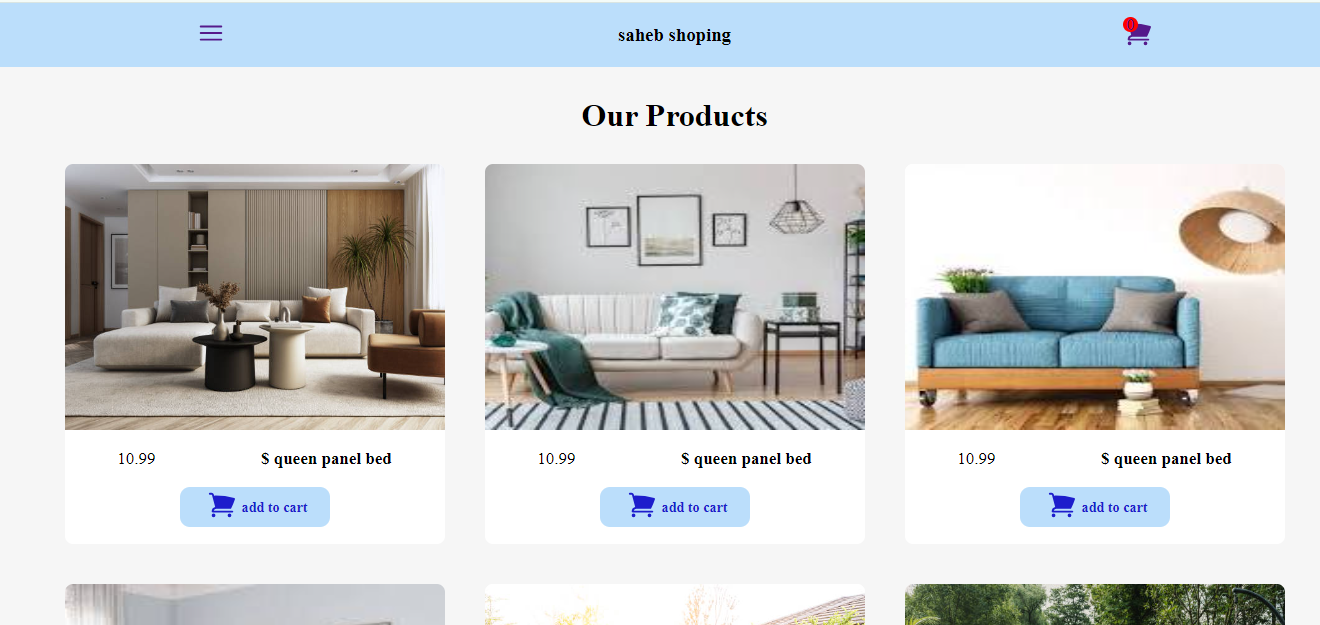 saheb shoping
0
Our Products
10.99 $ queen panel bed
10.99 $ queen panel bed
10.99 $ queen panel bed
add to cart
add to cart
add to cart